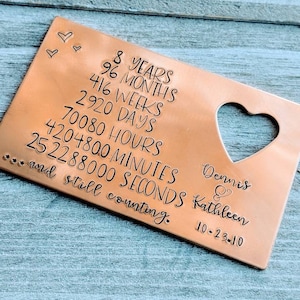 8 YEARS
96 MONTHS
416 WEEKS
2920 DAYS
70080 HOURS
4204800 MINUTES
252288000 SECONDS
...and still counting.
Dennis
&
Kathleen
10·23·10